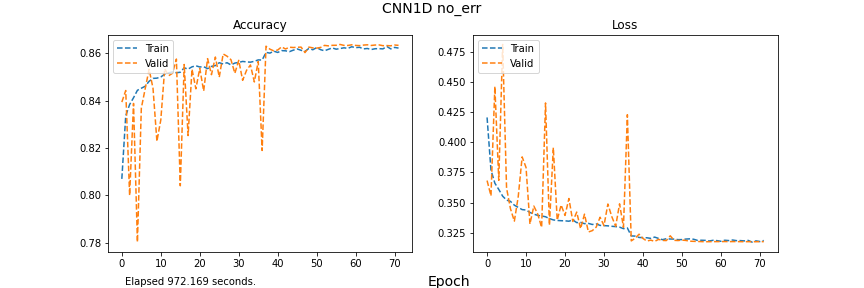 CNN1D no_err
Accuracy
Loss
Train
Valid
0.86
0.84
0.82
0.80
0.78
0 10 20 30 40 50 60 70
Train
Valid
0.475
0.450
0.425
0.400
0.375
0.350
0.325
0 10 20 30 40 50 60 70
Elapsed 972.169 seconds.
Epoch